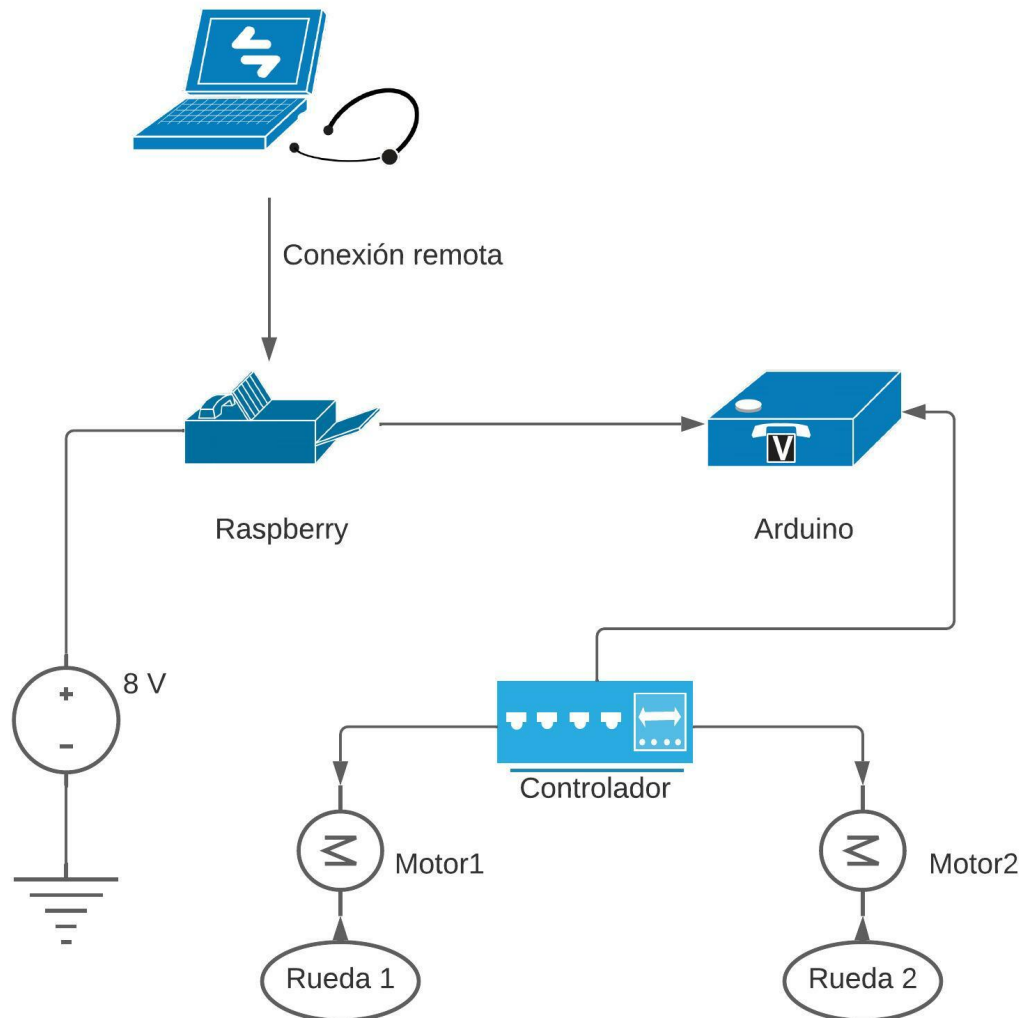 Conexión remota
Raspberry
Arduino
V
8 V
Controlador
M
Motor1
M
Motor2
Rueda 1
Rueda 2